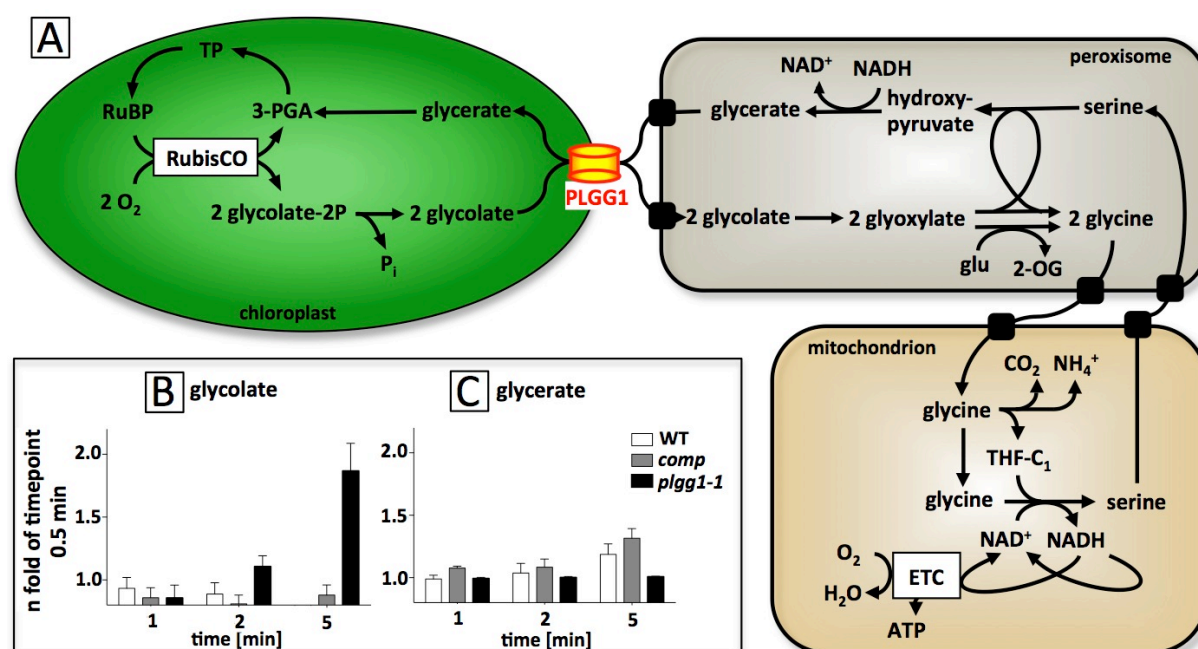 A
TP
RuBP
3-PGA
glycerate
RubisCO
2 O2
2 glycolate-2P
2 glycolate
Pi
chloroplast
PLGG1
peroxisome
NAD+
NADH
glycerate
hydroxy-
pyruvate
serine
2 glycolate
2 glyoxylate
2 glycine
glu
2-OG
mitochondrion
CO2
NH4+
glycine
THF-C1
glycine
serine
NAD+
NADH
O2
ETC
H2O
ATP
B glycolate
n fold of timepoint
0.5 min
2.0
1.5
1.0
1 2 5
time [min]
C glycerate
WT
comp
plgg1-1
2.0
1.5
1.0
1 2 5
time [min]